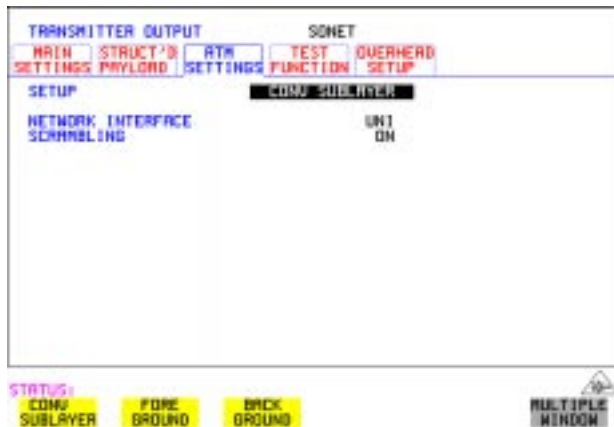 TRANSMITTER OUTPUT SONET
MAIN SETTINGS STRUCT'D PAYLOAD ATM SETTINGS TEST FUNCTION OVERHEAD SETUP
SETUP CONV SUBLAYER
NETWORK INTERFACE UNI
SCRAMBLING ON
STATUS:
CONV SUBLAYER FORE GROUND BACK GROUND MULTIPLE WINDOW